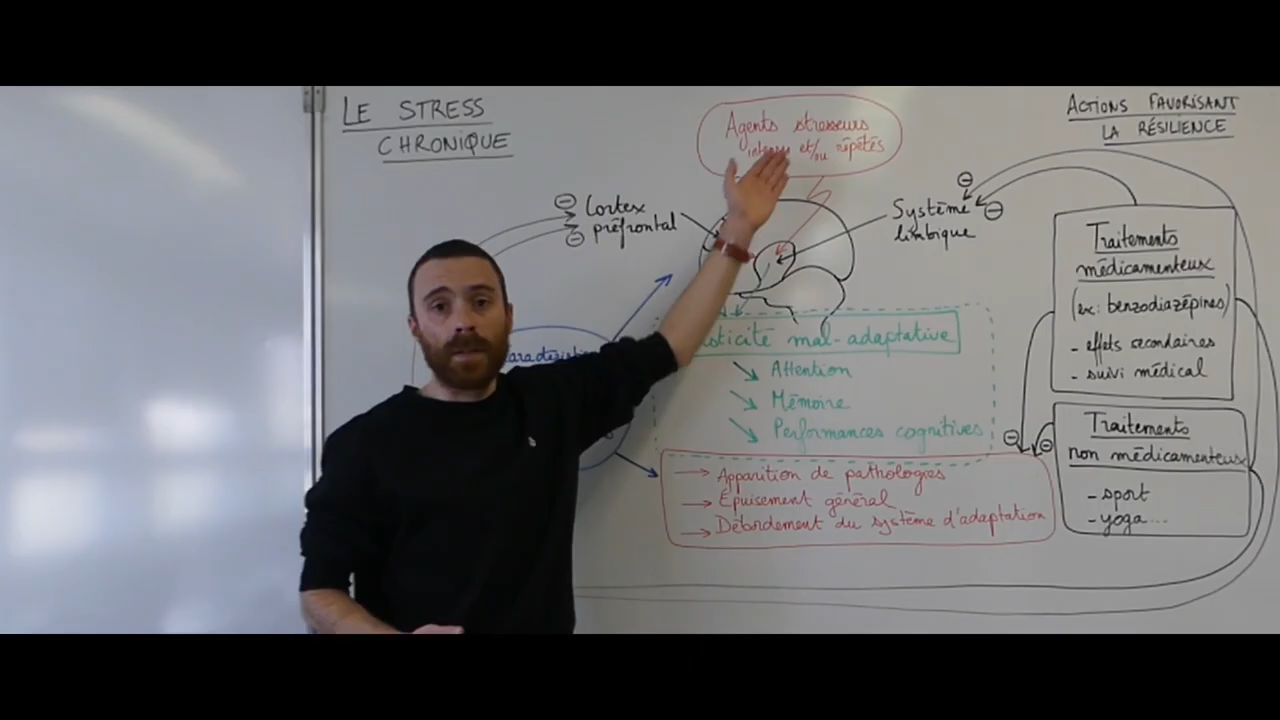 LE STRESS
CHRONIQUE
Agents stresseurs
et/ou répétés
⊖ Cortex
⊖ préfrontal
Système
limbique
⊖
⊖
mal-adaptative
↘ Attention
↘ Mémoire
↘ Performances cognitives
→ Apparition de pathologies
→ Épuisement général
→ Débordement du système d'adaptation
ACTIONS FAVORISANT
LA RÉSILIENCE
Traitements
médicamenteux
(ex: benzodiazépines)
- effets secondaires
- suivi médical
⊖
⊖
Traitements
non médicamenteux
- sport
- yoga...